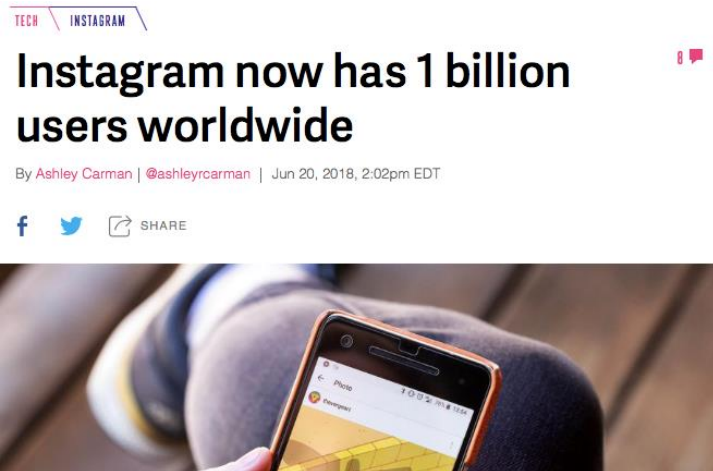 TECH INSTAGRAM
Instagram now has 1 billion
users worldwide
8
By Ashley Carman | @ashleyrcarman | Jun 20, 2018, 2:02pm EDT
SHARE
Photo